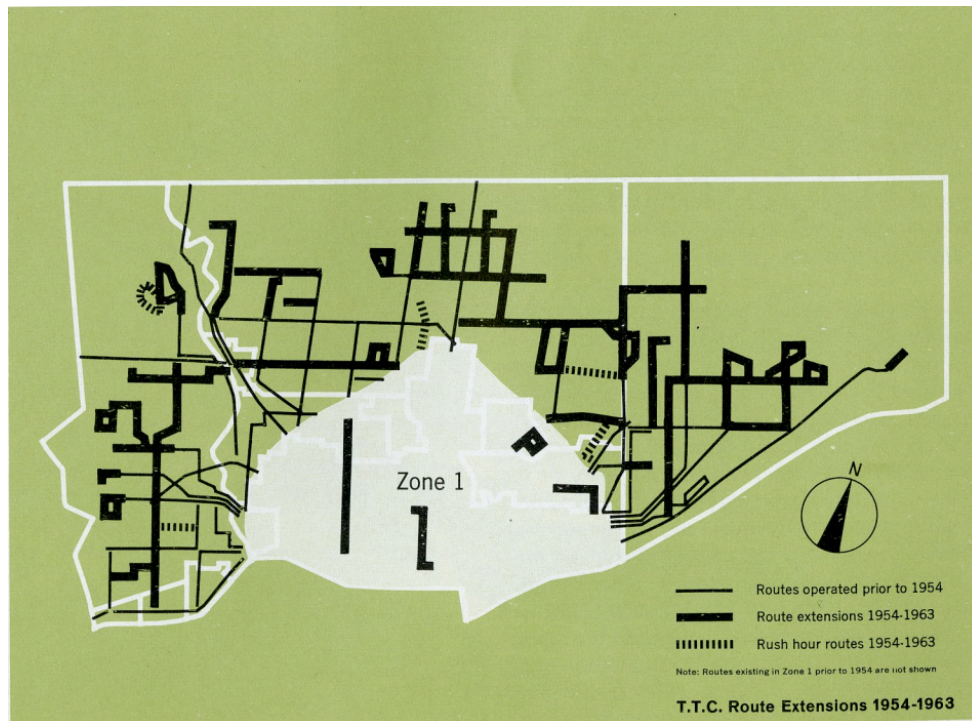 Zone 1
N
Routes operated prior to 1954
Route extensions 1954-1963
Rush hour routes 1954-1963
Note: Routes existing in Zone 1 prior to 1954 are not shown
T.T.C. Route Extensions 1954-1963